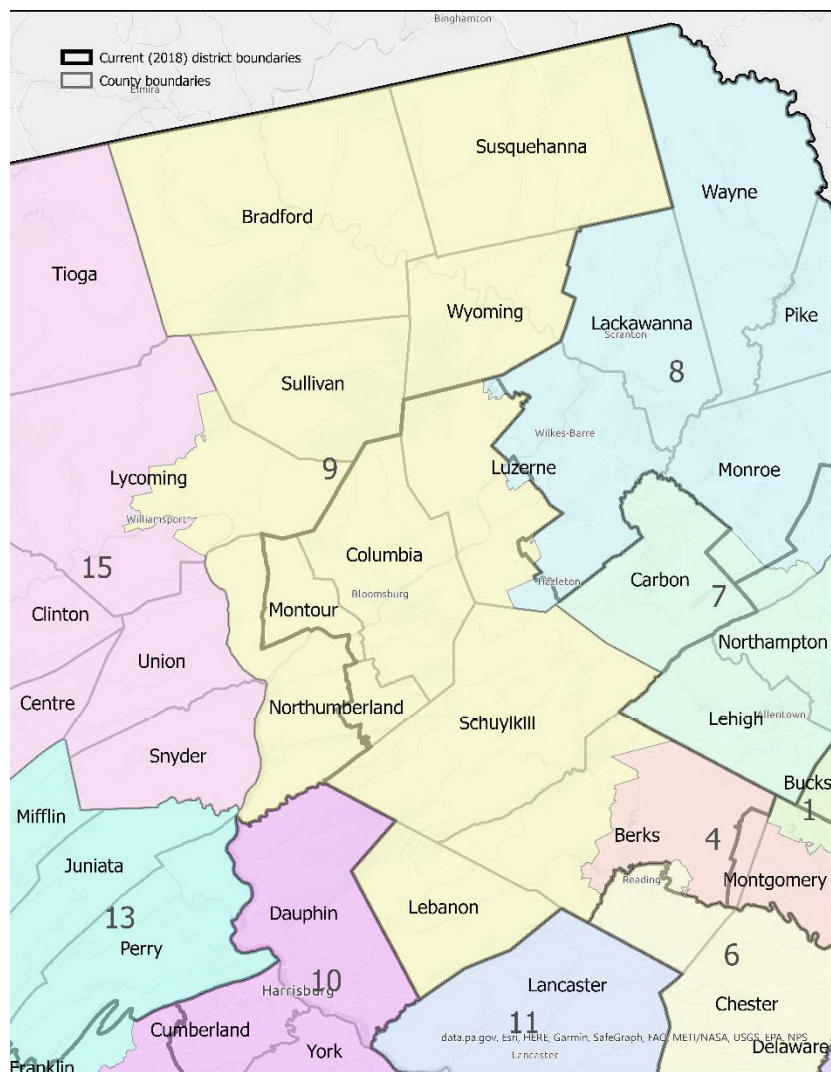 Binghamton
Current (2018) district boundaries
County boundaries
Elmira
Susquehanna
Wayne
Bradford
Tioga
Wyoming
Pike
Lackawanna
Scranton
8
Sullivan
Wilkes-Barre
Luzerne
Monroe
9
Lycoming
Williamsport
Columbia
15
Carbon
Hazleton
Bloomsburg
7
Montour
Clinton
Northampton
Union
Centre
Northumberland
Schuylkill
Lehigh
Allentown
Snyder
Bucks
1
Mifflin
Berks
4
Juniata
Reading
Montgomery
Lebanon
Dauphin
13
Perry
6
Lancaster
10
Harrisburg
Chester
11
Cumberland
data.pa.gov, Esri, HERE, Garmin, SafeGraph, FAO, METI/NASA, USGS, EPA, NPS
York
Lancaster
Delaware
Franklin